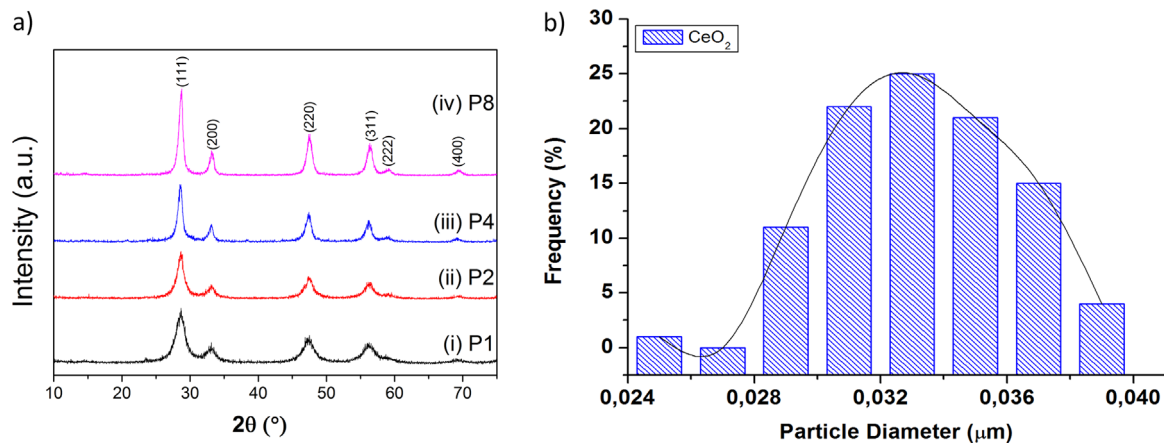 a)
Intensity (a.u.)
(111)
(200)
(220)
(311)
(222)
(400)
(iv) P8
(iii) P4
(ii) P2
(i) P1
10 20 30 40 50 60 70
2θ (°)
b)
CeO₂
Frequency (%)
30
25
20
15
10
5
0
0,024 0,028 0,032 0,036 0,040
Particle Diameter (μm)